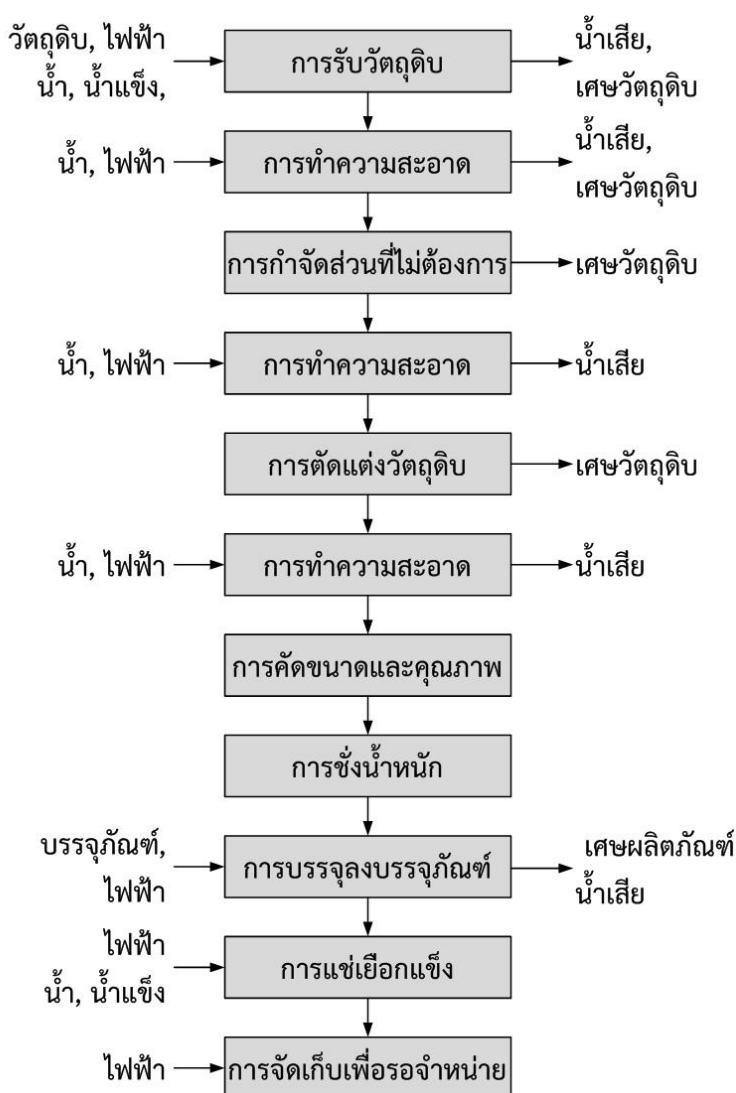 วัตถุดิบ, ไฟฟ้า
น้ำ, น้ำแข็ง,
การรับวัตถุดิบ
น้ำเสีย,
เศษวัตถุดิบ
น้ำ, ไฟฟ้า
การทำความสะอาด
น้ำเสีย,
เศษวัตถุดิบ
การกำจัดส่วนที่ไม่ต้องการ
เศษวัตถุดิบ
น้ำ, ไฟฟ้า
การทำความสะอาด
น้ำเสีย
การตัดแต่งวัตถุดิบ
เศษวัตถุดิบ
น้ำ, ไฟฟ้า
การทำความสะอาด
น้ำเสีย
การคัดขนาดและคุณภาพ
การชั่งน้ำหนัก
บรรจุภัณฑ์,
ไฟฟ้า
การบรรจุลงบรรจุภัณฑ์
เศษผลิตภัณฑ์
น้ำเสีย
ไฟฟ้า
น้ำ, น้ำแข็ง
การแช่เยือกแข็ง
ไฟฟ้า
การจัดเก็บเพื่อรอจำหน่าย